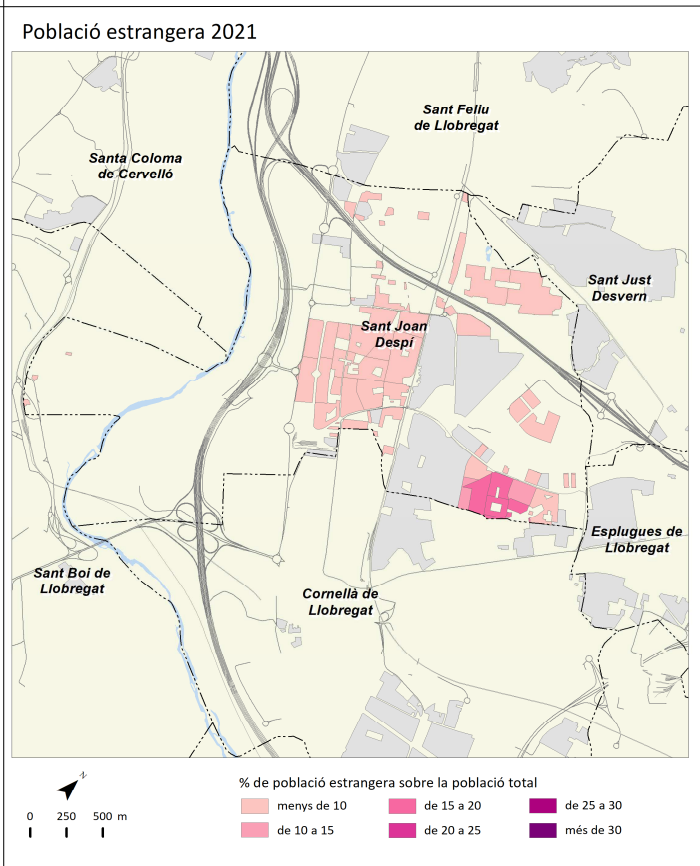 Població estrangera 2021
Sant Feliu
de Llobregat
Santa Coloma
de Cervelló
Sant Just
Desvern
Sant Joan
Despí
Esplugues de
Llobregat
Sant Boi de
Llobregat
Cornellà de
Llobregat
N
0 250 500 m
% de població estrangera sobre la població total
menys de 10 de 15 a 20 de 25 a 30
de 10 a 15 de 20 a 25 més de 30